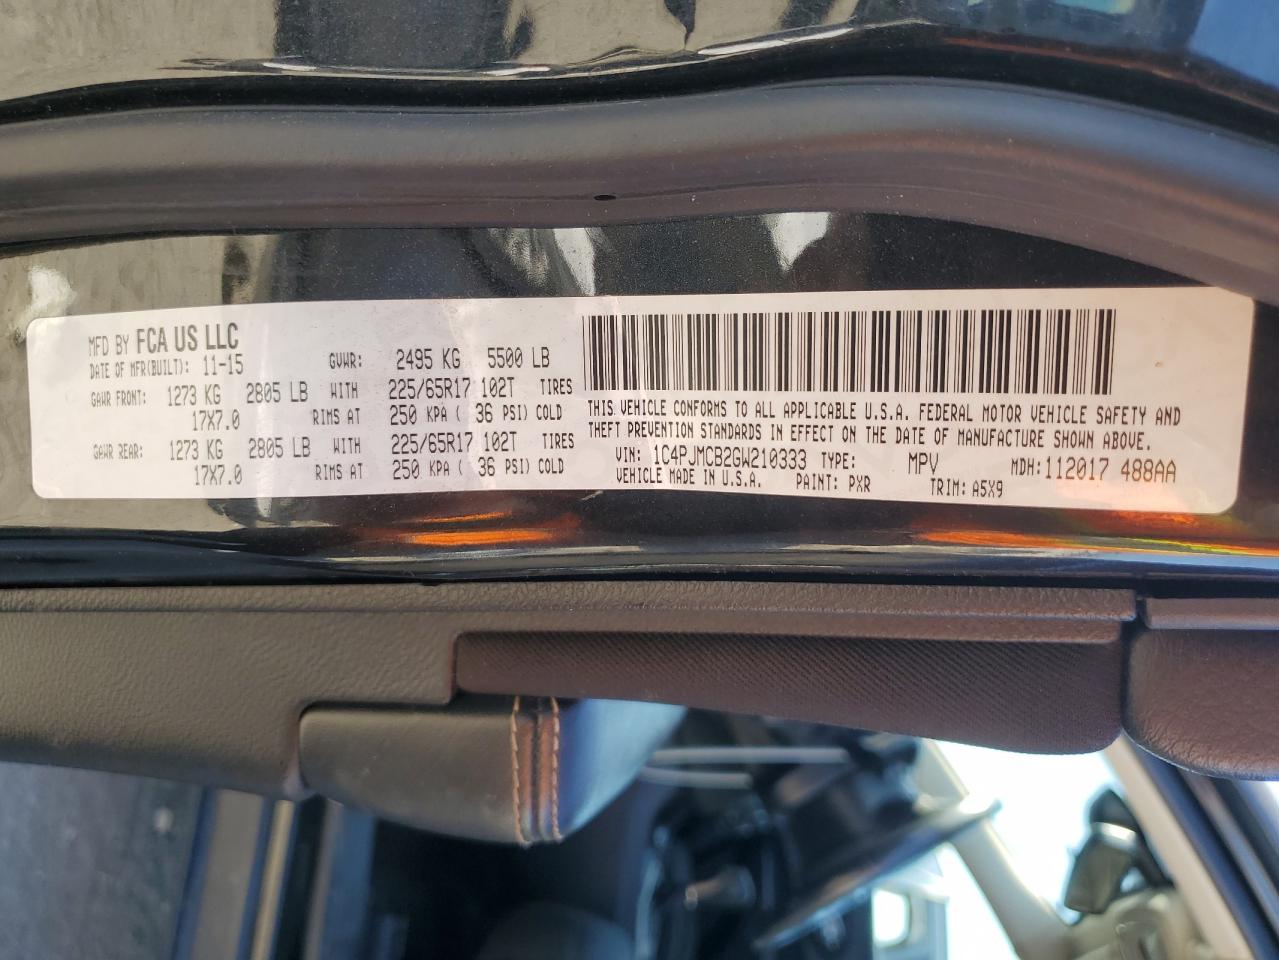 MFD BY FCA US LLC
DATE OF MFR(BUILT): 11-15 GVWR: 2495 KG 5500 LB
GAWR FRONT: 1273 KG 2805 LB WITH 225/65R17 102T TIRES
17X7.0 RIMS AT 250 KPA ( 36 PSI) COLD
GAWR REAR: 1273 KG 2805 LB WITH 225/65R17 102T TIRES
17X7.0 RIMS AT 250 KPA ( 36 PSI) COLD
THIS VEHICLE CONFORMS TO ALL APPLICABLE U.S.A. FEDERAL MOTOR VEHICLE SAFETY AND
THEFT PREVENTION STANDARDS IN EFFECT ON THE DATE OF MANUFACTURE SHOWN ABOVE.
VIN: 1C4PJMCB2GW210333 TYPE: MPV MDH: 112017 488AA
VEHICLE MADE IN U.S.A. PAINT: PXR TRIM: A5X9